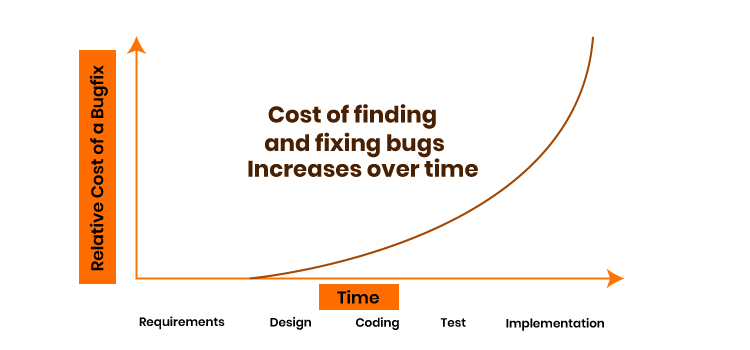 Relative Cost of a Bugfix
Cost of finding
and fixing bugs
Increases over time
Time
Requirements Design Coding Test Implementation